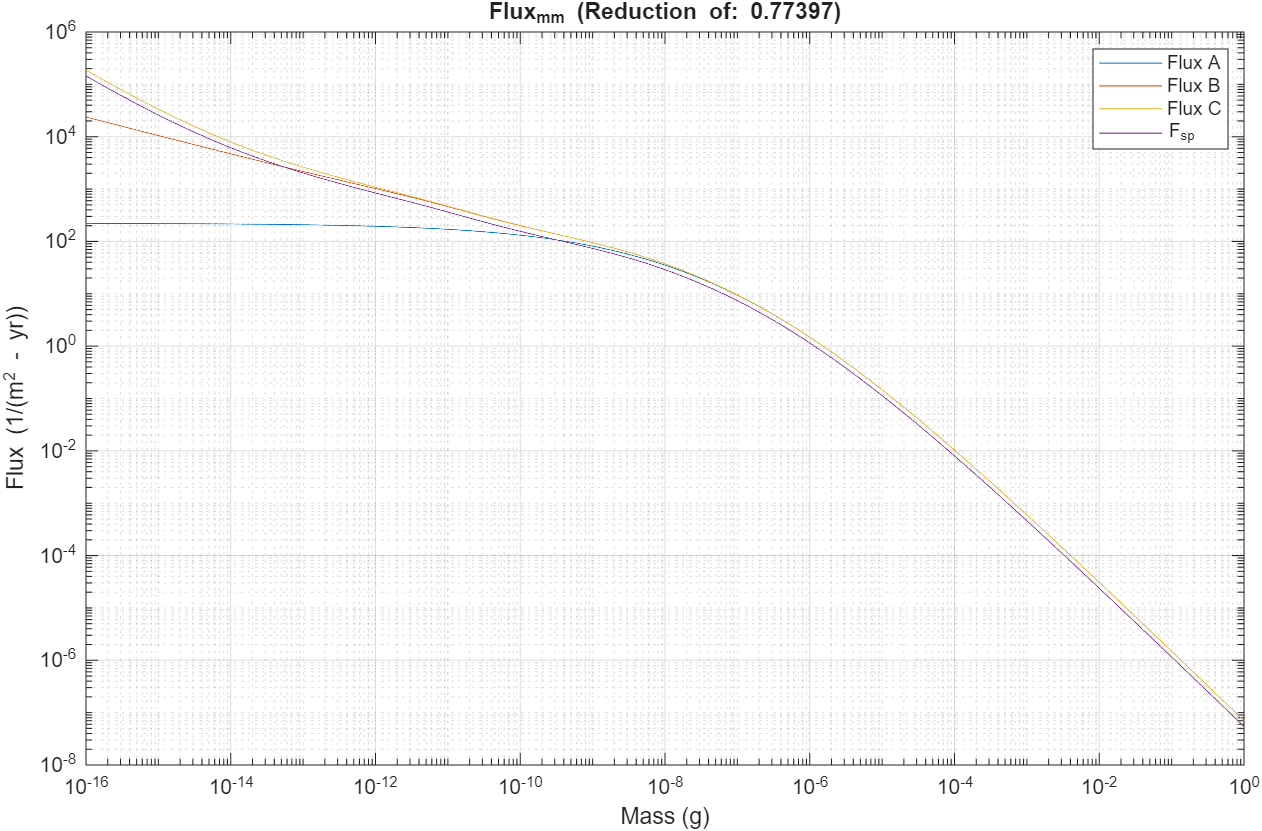 Flux_mm (Reduction of: 0.77397)
Flux A
Flux B
Flux C
F_sp
10^6
10^4
10^2
10^0
10^-2
10^-4
10^-6
10^-8
Flux (1/(m^2 - yr))
10^-16
10^-14
10^-12
10^-10
10^-8
10^-6
10^-4
10^-2
10^0
Mass (g)